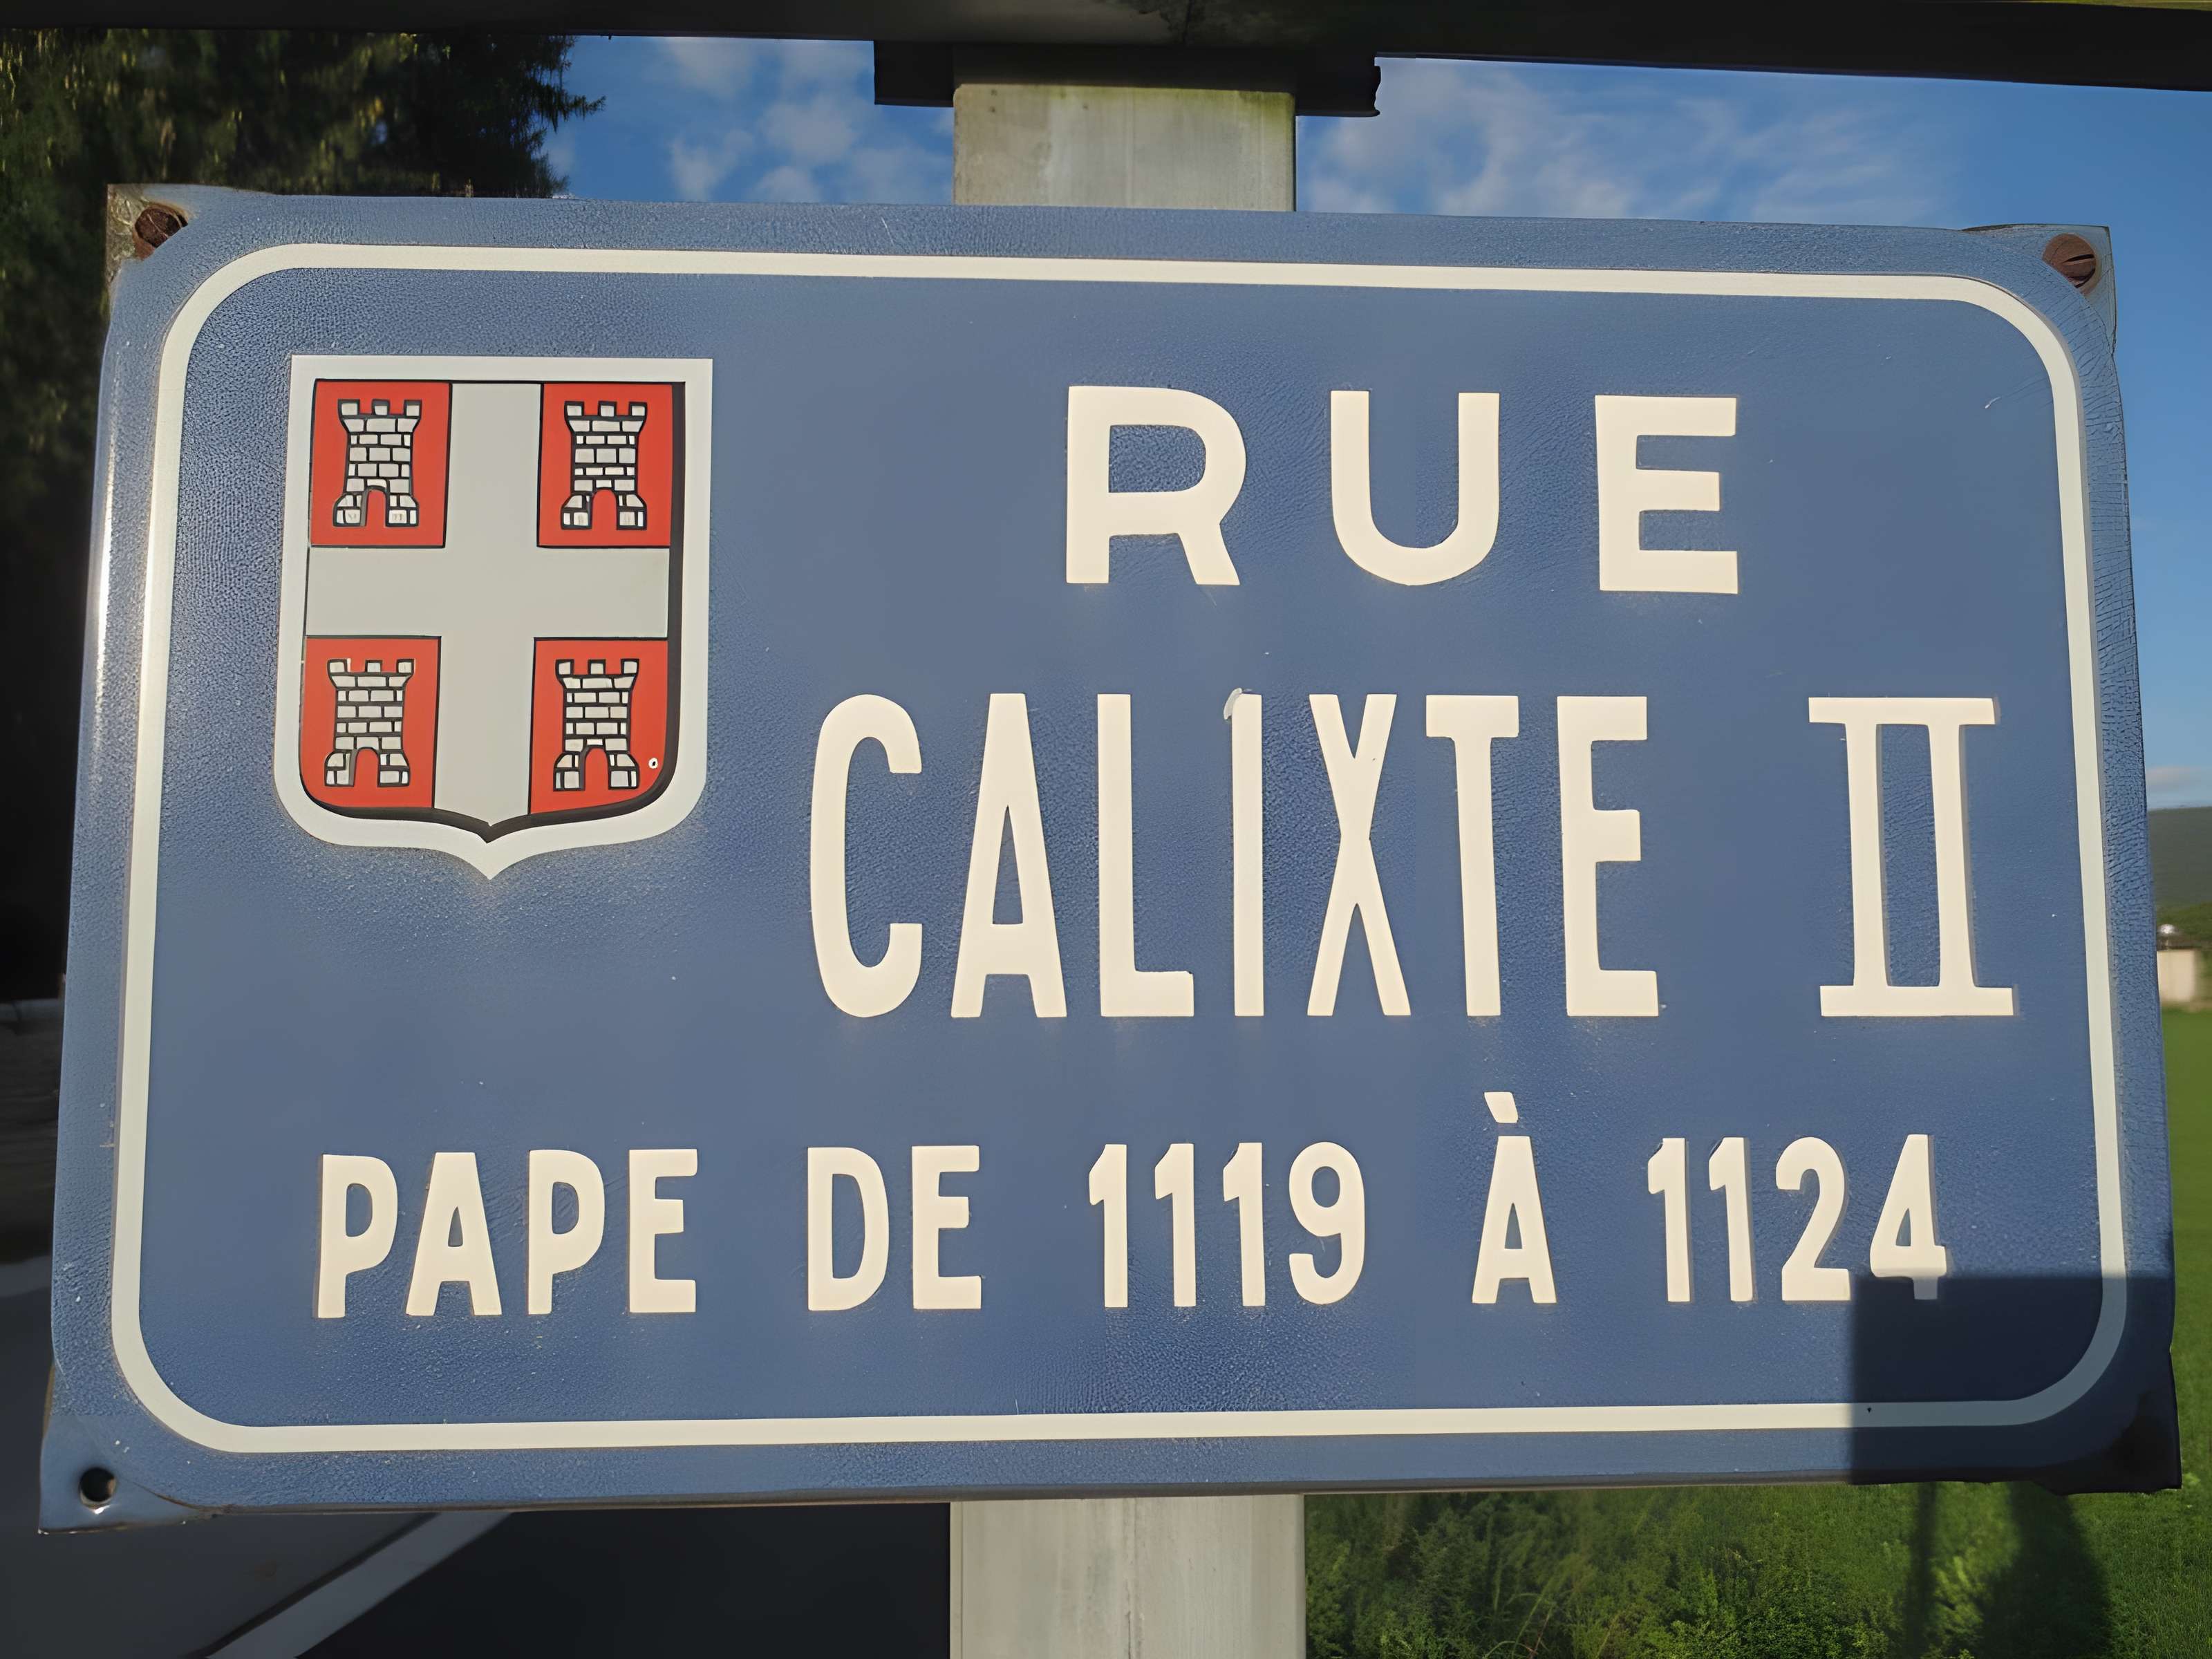 RUE
CALIXTE II
PAPE DE 1119 À 1124